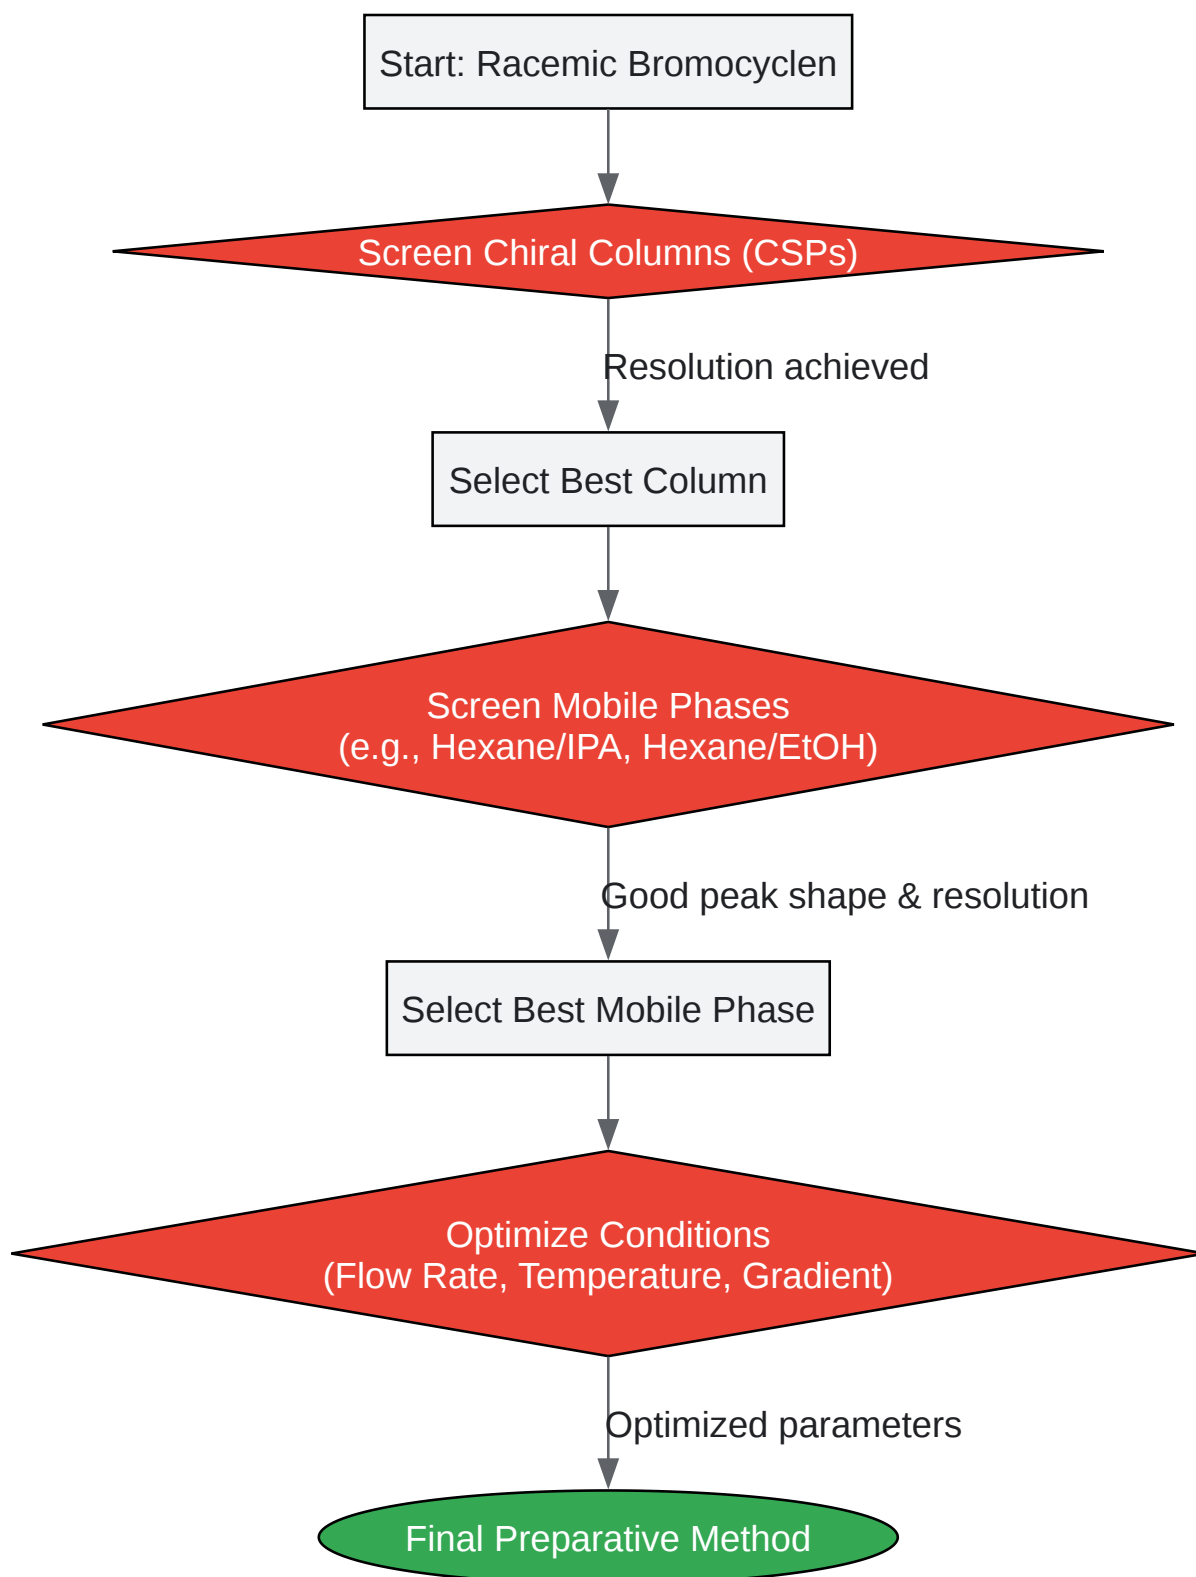 Start: Racemic Bromocyclen
Screen Chiral Columns (CSPs)
Resolution achieved
Select Best Column
Screen Mobile Phases
(e.g., Hexane/IPA, Hexane/EtOH)
Good peak shape & resolution
Select Best Mobile Phase
Optimize Conditions
(Flow Rate, Temperature, Gradient)
Optimized parameters
Final Preparative Method